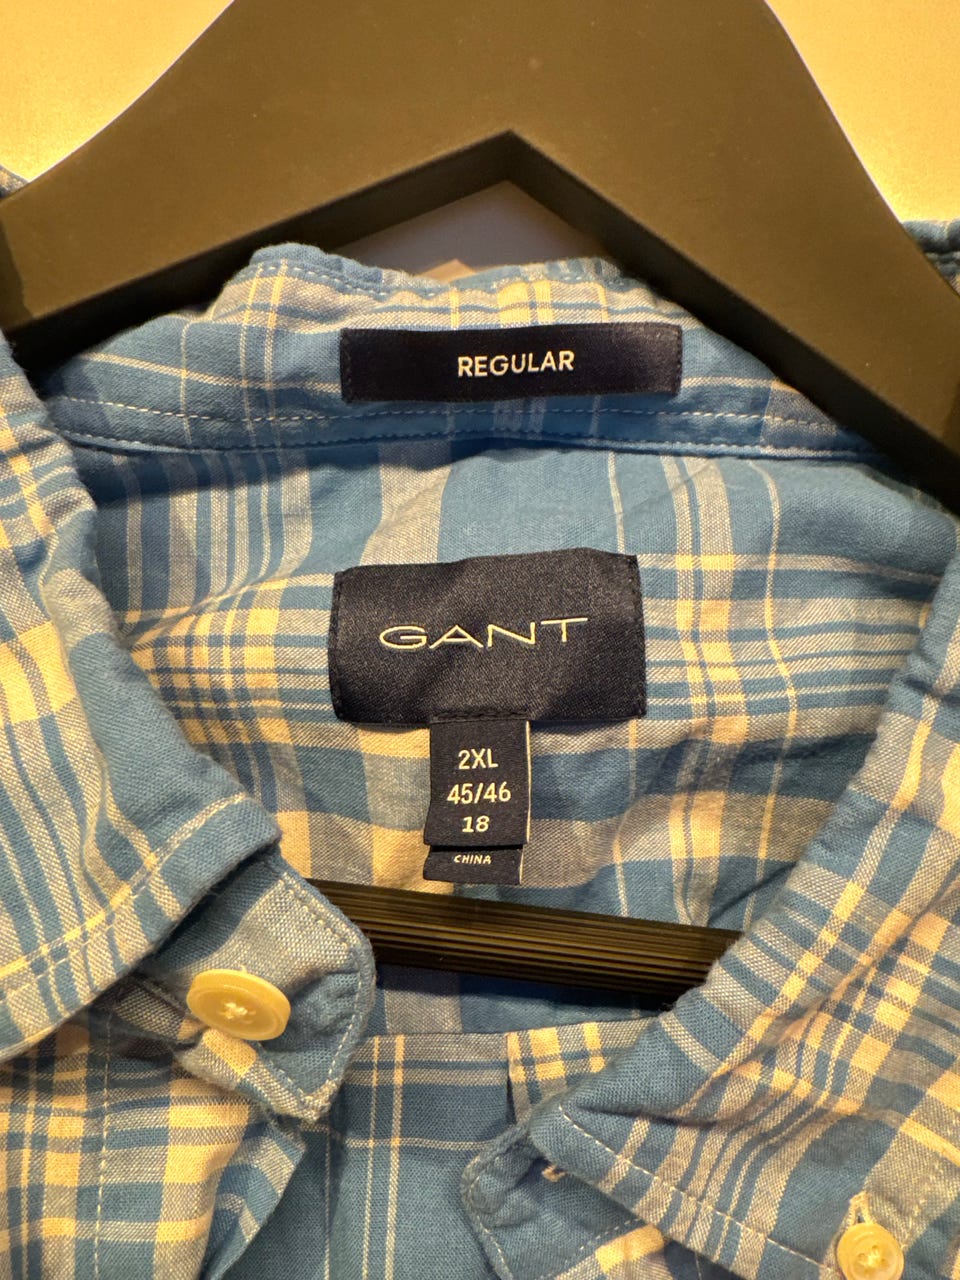 REGULAR
GANT
2XL
45/46
18
CHINA